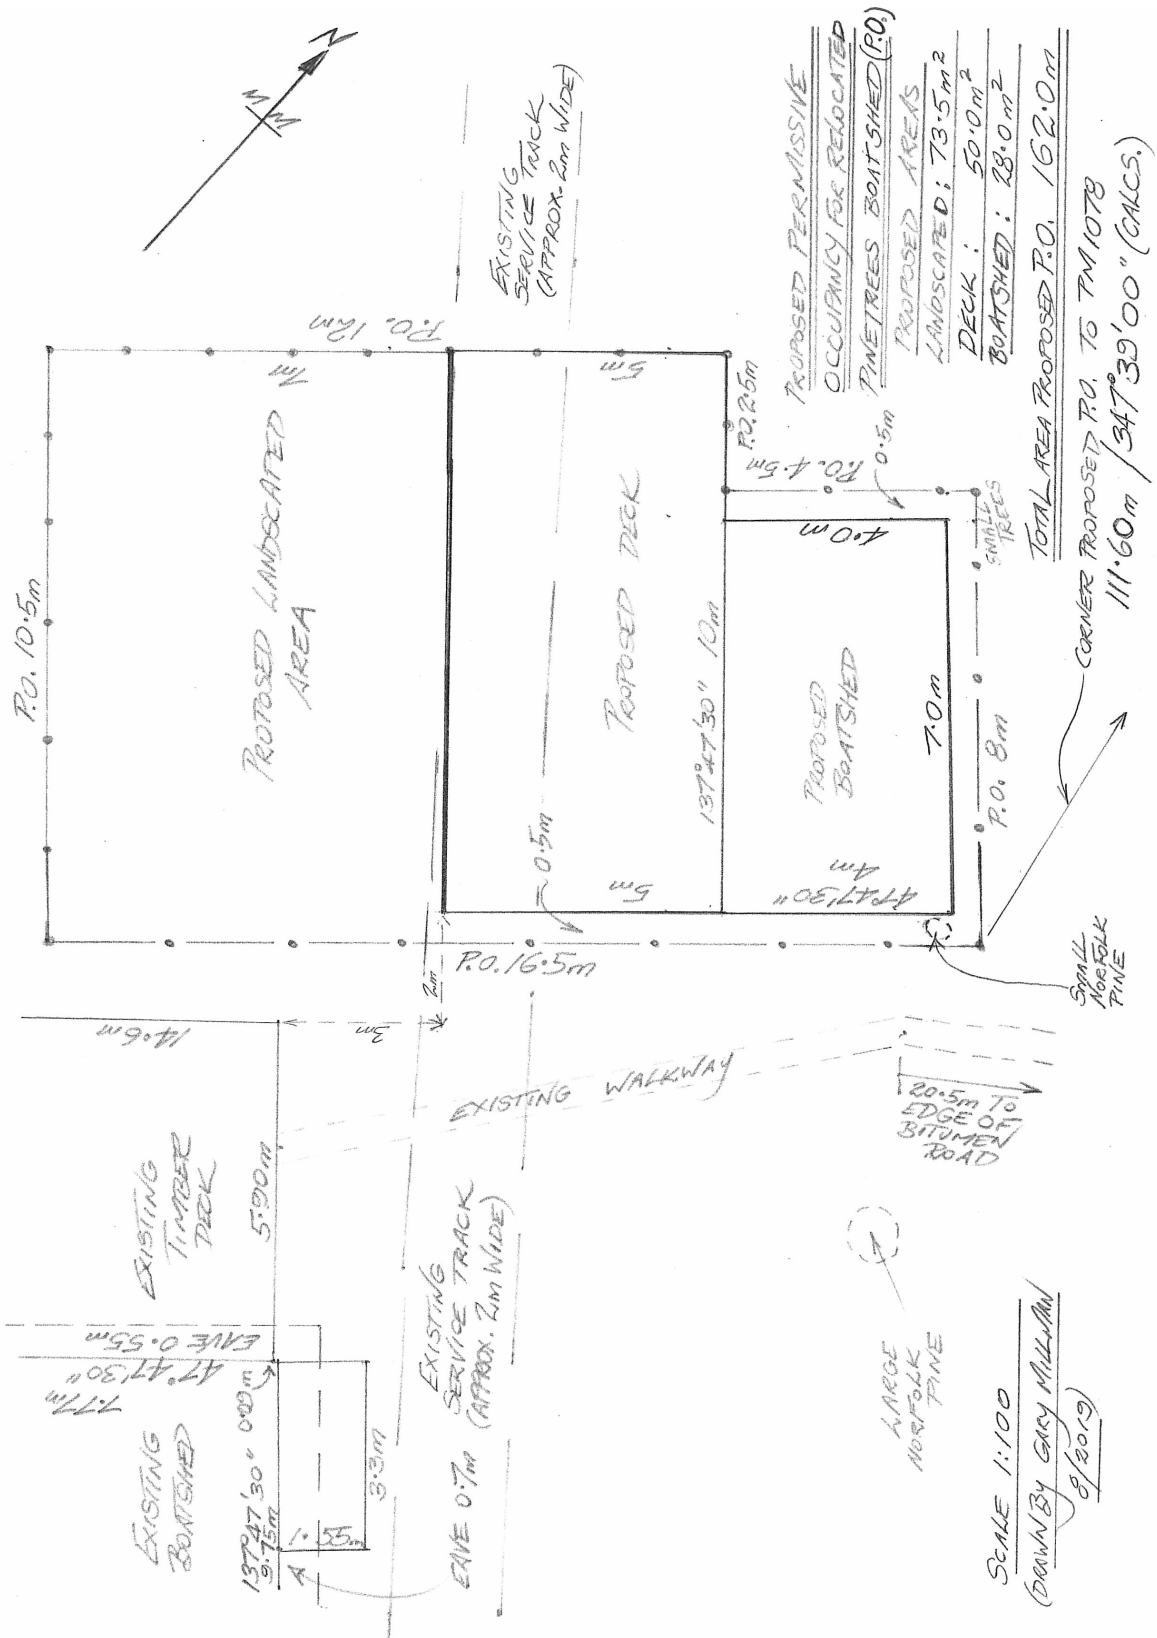 PROPOSED PERMISSIVE
OCCUPANCY FOR RELOCATED
PINETREES BOATSHED (P.O.)
PROPOSED AREAS
LANDSCAPED: 73.5m²
DECK: 50.0m²
BOATSHED: 28.0m²
TOTAL AREA PROPOSED P.O. 162.0m
CORNER PROPOSED P.O. TO PM1078
111.60m / 347°39'00" (CALCS.)
N
M
M
EXISTING
SERVICE TRACK
(APPROX. 2m WIDE)
P.O. 10.5m
P.O. 12m
7m
PROPOSED LANDSCAPED
AREA
5m
PROPOSED DECK
P.O. 2.5m
P.O. 4.5m
0.5m
4.0m
137°47'30" 10m
PROPOSED
BOATSHED
7.0m
SMALL
TREES
P.O. 8m
47°47'30"
4m
5m
0.5m
P.O. 16.5m
SMALL
NORFOLK
PINE
2m
3m
14.6m
EXISTING WALKWAY
20.5m TO
EDGE OF
BITUMEN
ROAD
EXISTING
TIMBER
DECK
5.90m
EAVE 0.55m
47°47'30"
7.77m
EXISTING
BOATSHED
137°47'30" 0.09m
9.75m
1.55m
3.3m
EAVE 0.7m
EXISTING
SERVICE TRACK
(APPROX. 2m WIDE)
LARGE
NORFOLK
PINE
SCALE 1:100
(DRAWN BY GARY MILLMAN
8/2019)